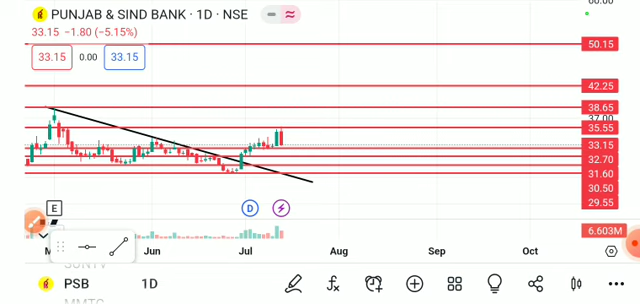 PUNJAB & SIND BANK · 1D · NSE
33.15 −1.80 (−5.15%)
33.15 0.00 33.15
50.15
42.25
38.65
37.00
35.55
33.15
32.70
31.60
30.50
29.55
E D
6.603M
Jun Jul Aug Sep Oct
PSB 1D